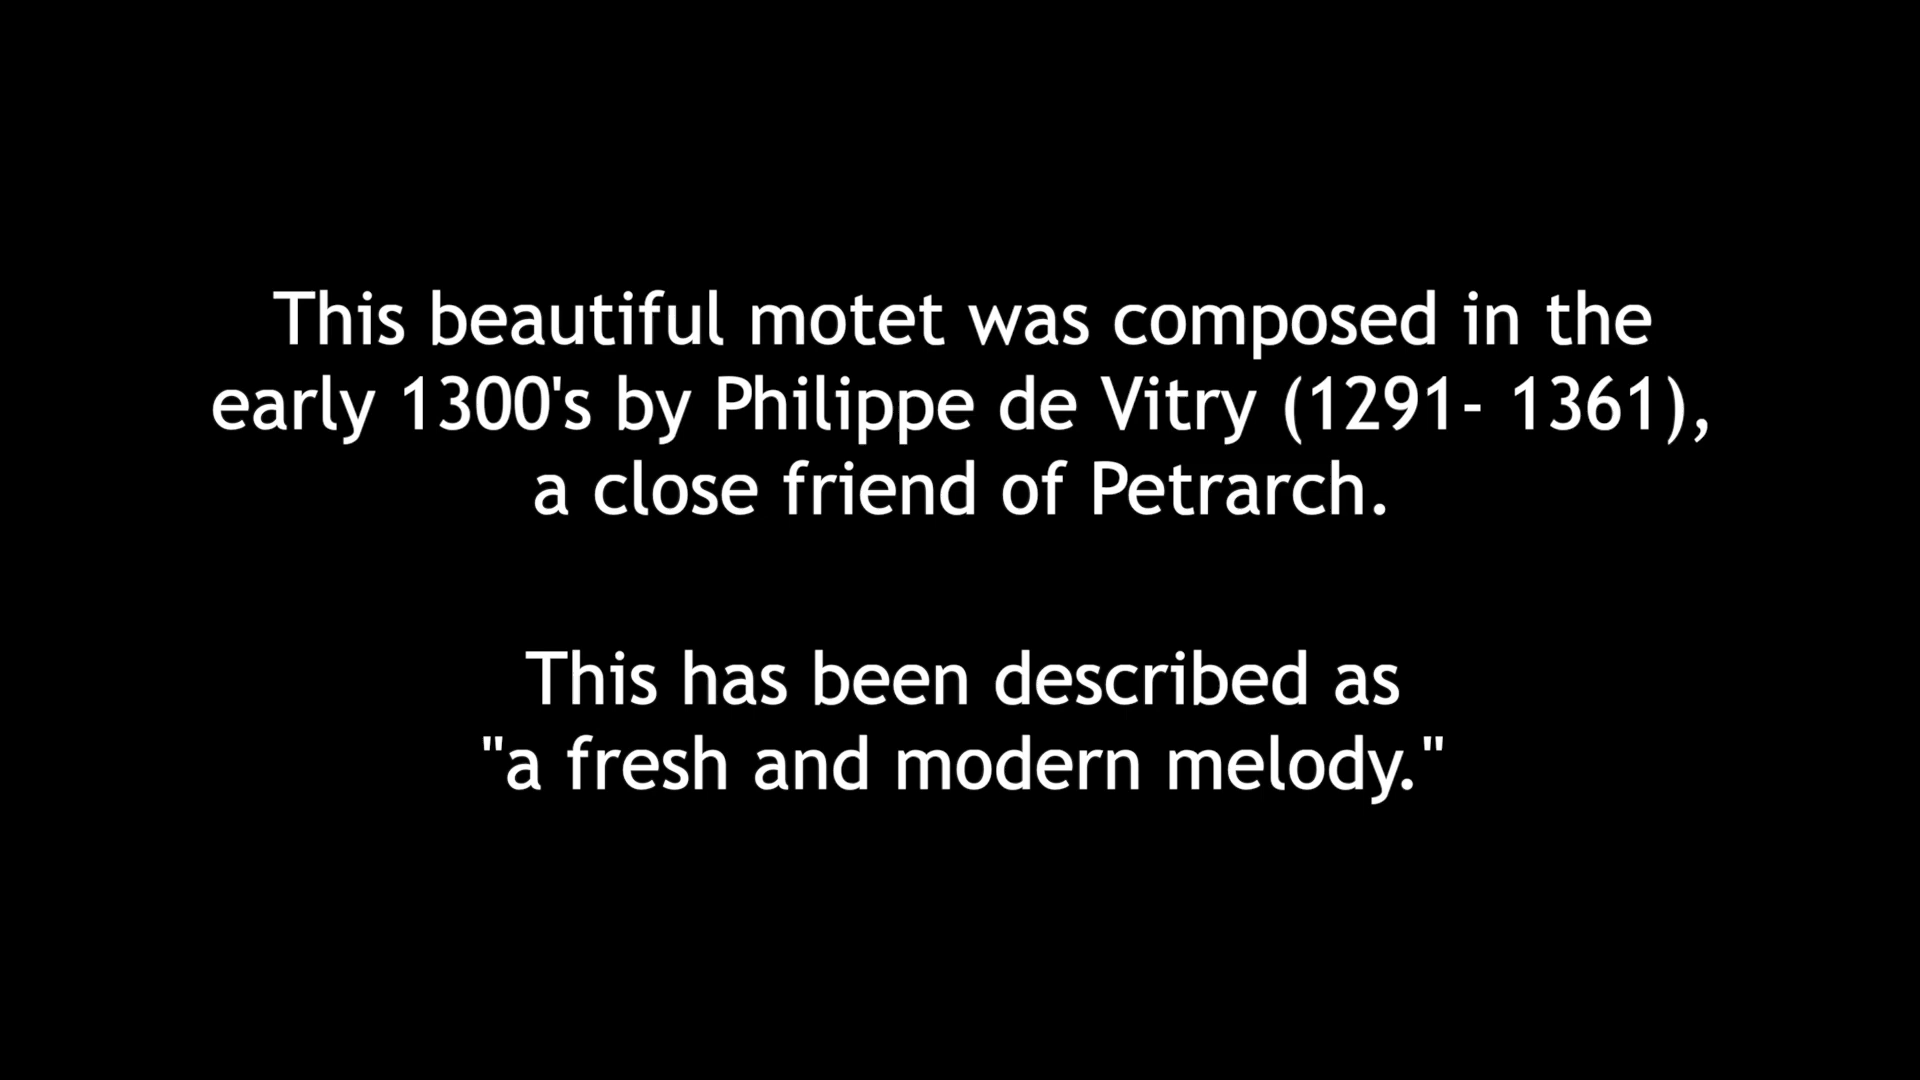 This beautiful motet was composed in the
early 1300's by Philippe de Vitry (1291- 1361),
a close friend of Petrarch.
This has been described as
"a fresh and modern melody."